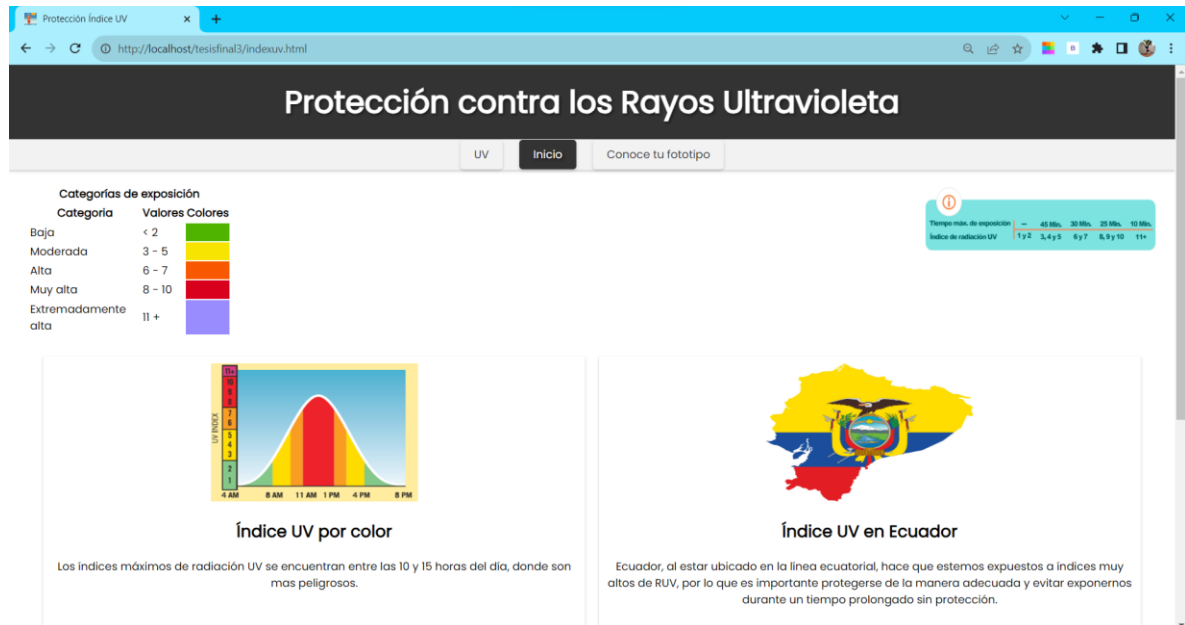 Protección Índice UV
http://localhost/tesisfinal3/indexuv.html
Protección contra los Rayos Ultravioleta
UV
Inicio
Conoce tu fototipo
Categorías de exposición
Categoria Valores Colores
Baja < 2
Moderada 3 - 5
Alta 6 - 7
Muy alta 8 - 10
Extremadamente
alta
11 +
Tiempo máx. de exposición — 45 Min. 30 Min. 25 Min. 10 Min.
Índice de radiación UV 1 y 2 3, 4 y 5 6 y 7 8, 9 y 10 11+
UV INDEX
11+
10
9
8
7
6
5
4
3
2
1
4 AM 8 AM 11 AM 1 PM 4 PM 8 PM
Índice UV por color
Los índices máximos de radiación UV se encuentran entre las 10 y 15 horas del día, donde son
mas peligrosos.
Índice UV en Ecuador
Ecuador, al estar ubicado en la línea ecuatorial, hace que estemos expuestos a índices muy
altos de RUV, por lo que es importante protegerse de la manera adecuada y evitar exponernos
durante un tiempo prolongado sin protección.